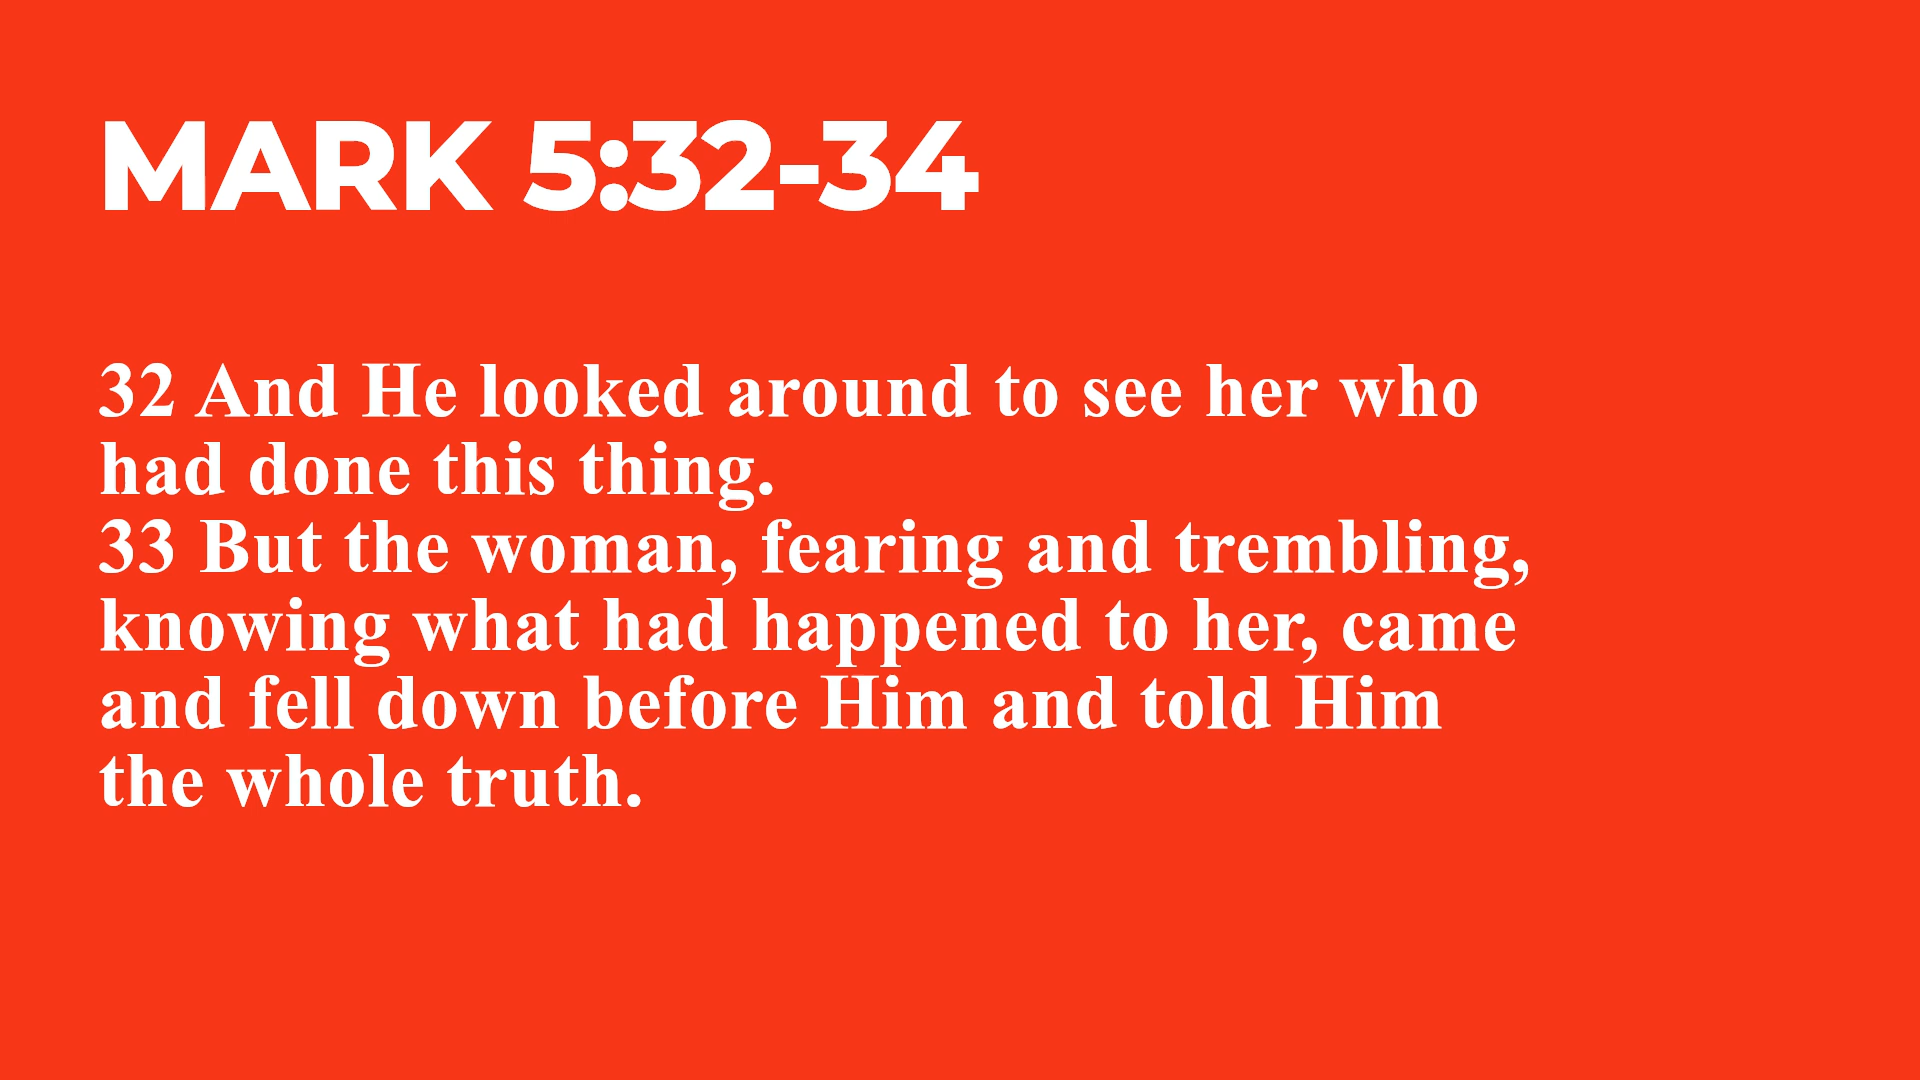 MARK 5:32-34
32 And He looked around to see her who
had done this thing.
33 But the woman, fearing and trembling,
knowing what had happened to her, came
and fell down before Him and told Him
the whole truth.